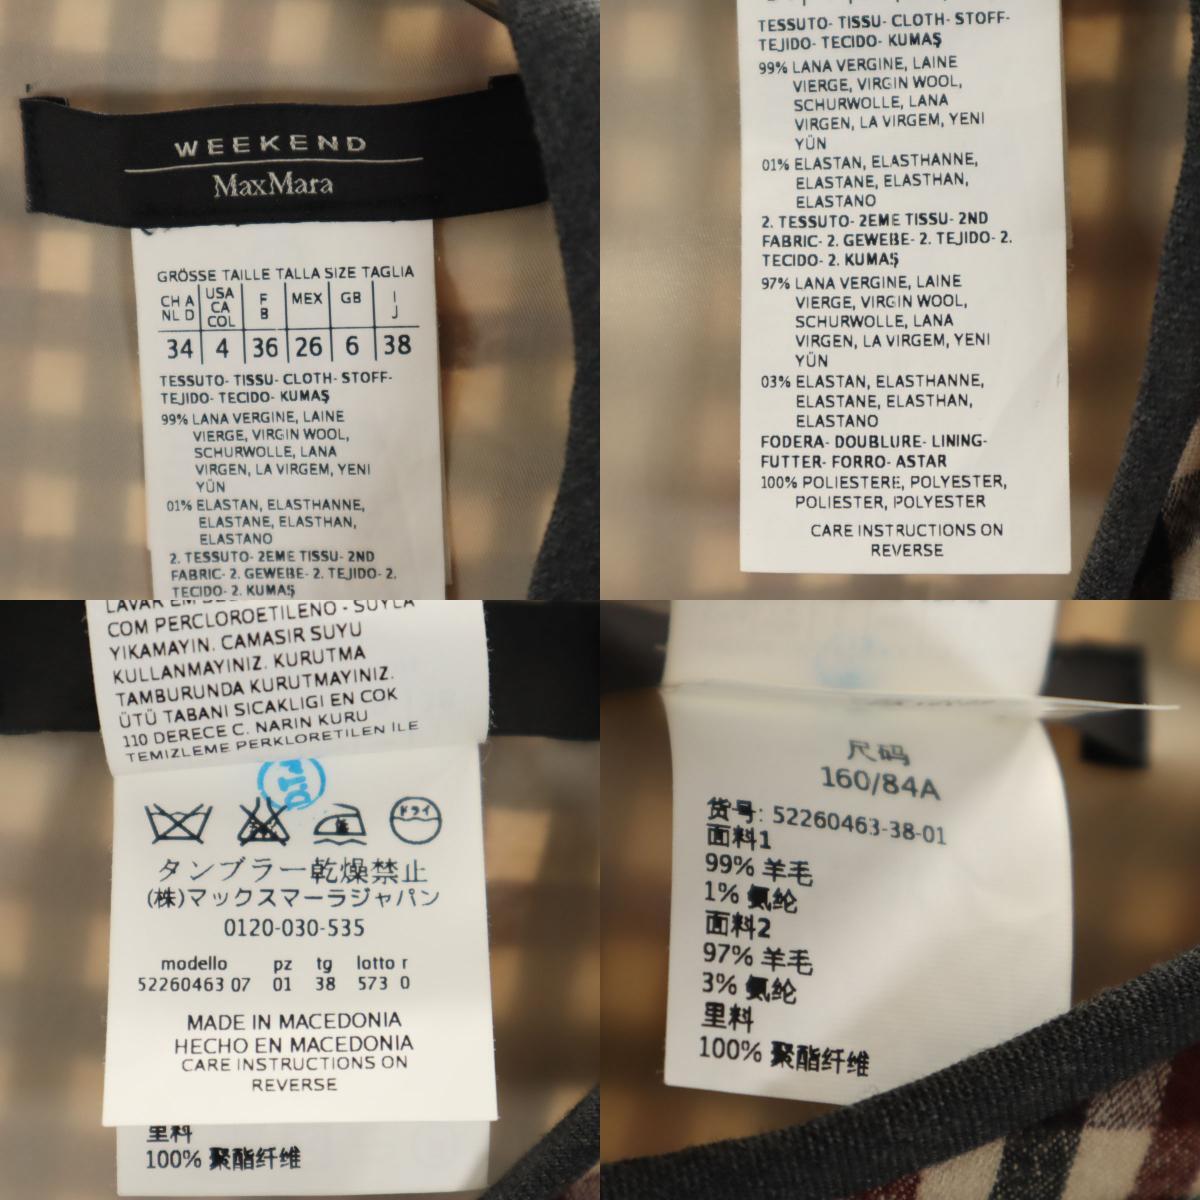 WEEKEND
MaxMara
GRÖSSE TAILLE TALLA SIZE TAGLIA
CH A NL D | USA CA COL | F B | MEX | GB | I J
34 | 4 | 36 | 26 | 6 | 38
TESSUTO- TISSU- CLOTH- STOFF-
TEJIDO- TECIDO- KUMAŞ
99% LANA VERGINE, LAINE
VIERGE, VIRGIN WOOL,
SCHURWOLLE, LANA
VIRGEN, LA VIRGEM, YENI
YÜN
01% ELASTAN, ELASTHANNE,
ELASTANE, ELASTHAN,
ELASTANO
2. TESSUTO- 2EME TISSU- 2ND
FABRIC- 2. GEWEBE- 2. TEJIDO- 2.
TECIDO- 2. KUMAŞ
TESSUTO- TISSU- CLOTH- STOFF-
TEJIDO- TECIDO- KUMAŞ
99% LANA VERGINE, LAINE
VIERGE, VIRGIN WOOL,
SCHURWOLLE, LANA
VIRGEN, LA VIRGEM, YENI
YÜN
01% ELASTAN, ELASTHANNE,
ELASTANE, ELASTHAN,
ELASTANO
2. TESSUTO- 2EME TISSU- 2ND
FABRIC- 2. GEWEBE- 2. TEJIDO- 2.
TECIDO- 2. KUMAŞ
97% LANA VERGINE, LAINE
VIERGE, VIRGIN WOOL,
SCHURWOLLE, LANA
VIRGEN, LA VIRGEM, YENI
YÜN
03% ELASTAN, ELASTHANNE,
ELASTANE, ELASTHAN,
ELASTANO
FODERA- DOUBLURE- LINING-
FUTTER- FORRO- ASTAR
100% POLIESTERE, POLYESTER,
POLIESTER, POLYESTER
CARE INSTRUCTIONS ON
REVERSE
LAVAR EM
COM PERCLOROETILENO - SUYLA
YIKAMAYIN. CAMASIR SUYU
KULLANMAYINIZ. KURUTMA
TAMBURUNDA KURUTMAYINIZ.
ÜTÜ TABANI SICAKLIGI EN COK
110 DERECE C. NARIN KURU
TEMIZLEME PERKLORETILEN ILE
ドライ
タンブラー乾燥禁止
(株)マックスマーラジャパン
0120-030-535
modello pz tg lotto r
52260463 07 01 38 573 0
MADE IN MACEDONIA
HECHO EN MACEDONIA
CARE INSTRUCTIONS ON
REVERSE
里料
100% 聚酯纤维
尺码
160/84A
货号: 52260463-38-01
面料1
99% 羊毛
1% 氨纶
面料2
97% 羊毛
3% 氨纶
里料
100% 聚酯纤维